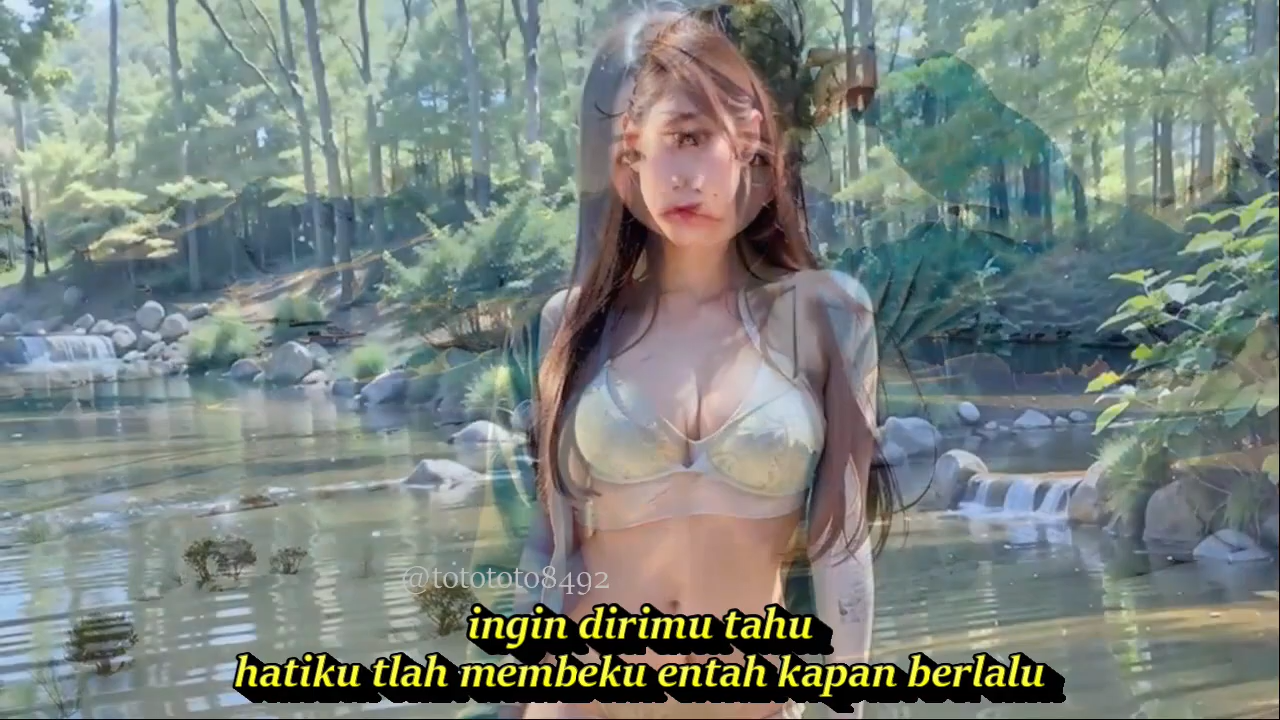 @totototo8492
ingin dirimu tahu
hatiku tlah membeku entah kapan berlalu